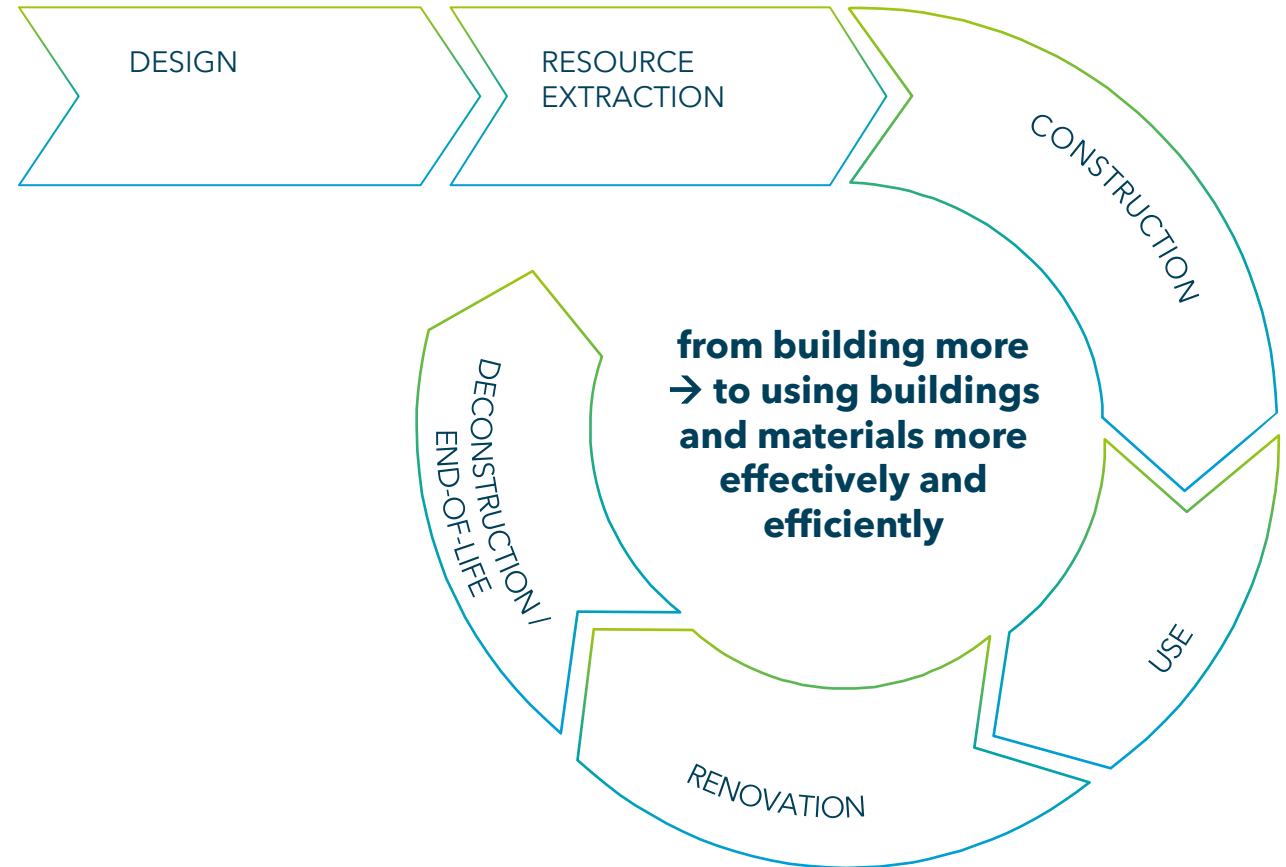 DESIGN
RESOURCE
EXTRACTION
CONSTRUCTION
from building more
→ to using buildings
and materials more
effectively and
efficiently
USE
RENOVATION
DECONSTRUCTION /
END-OF-LIFE